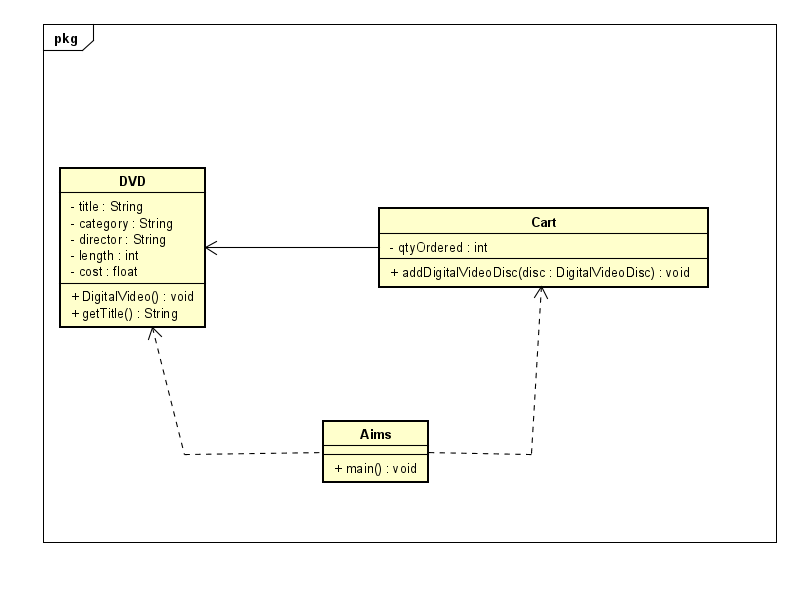 pkg
DVD
- title : String
- category : String
- director : String
- length : int
- cost : float
+ DigitalVideo() : void
+ getTitle() : String
Cart
- qtyOrdered : int
+ addDigitalVideoDisc(disc : DigitalVideoDisc) : void
Aims
+ main() : void